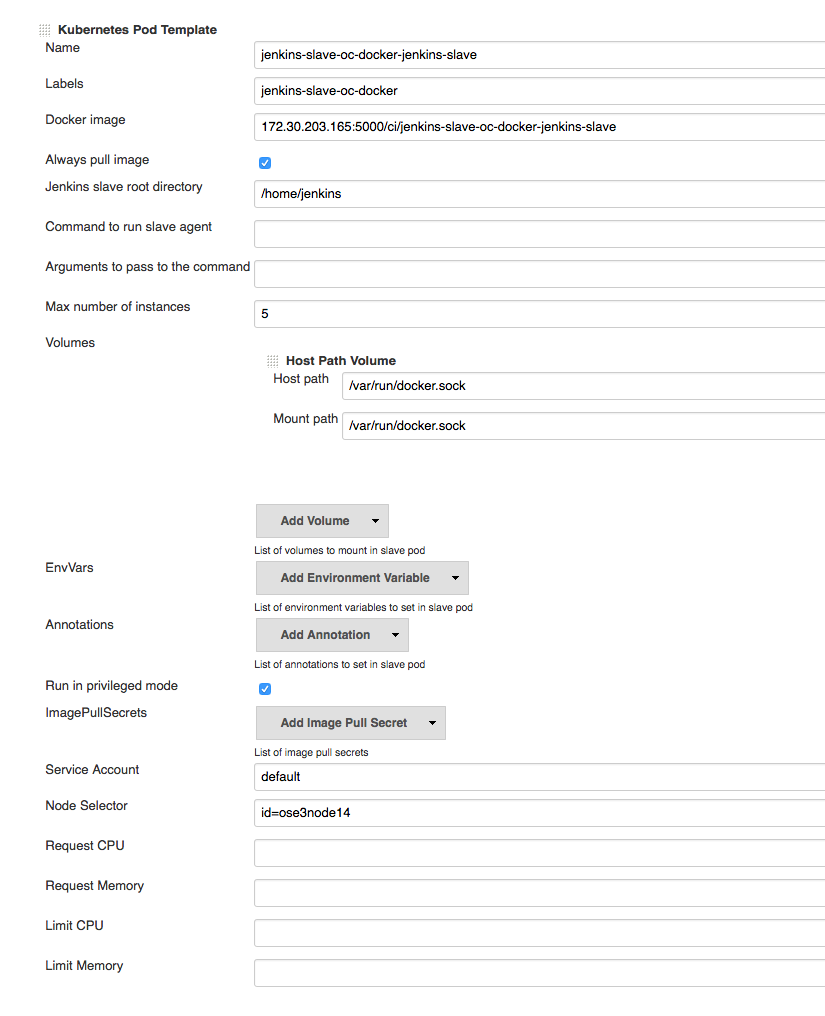 Kubernetes Pod Template
Name
jenkins-slave-oc-docker-jenkins-slave
Labels
jenkins-slave-oc-docker
Docker image
172.30.203.165:5000/ci/jenkins-slave-oc-docker-jenkins-slave
Always pull image
Jenkins slave root directory
/home/jenkins
Command to run slave agent
Arguments to pass to the command
Max number of instances
5
Volumes
Host Path Volume
Host path
/var/run/docker.sock
Mount path
/var/run/docker.sock
Add Volume
List of volumes to mount in slave pod
EnvVars
Add Environment Variable
List of environment variables to set in slave pod
Annotations
Add Annotation
List of annotations to set in slave pod
Run in privileged mode
ImagePullSecrets
Add Image Pull Secret
List of image pull secrets
Service Account
default
Node Selector
id=ose3node14
Request CPU
Request Memory
Limit CPU
Limit Memory